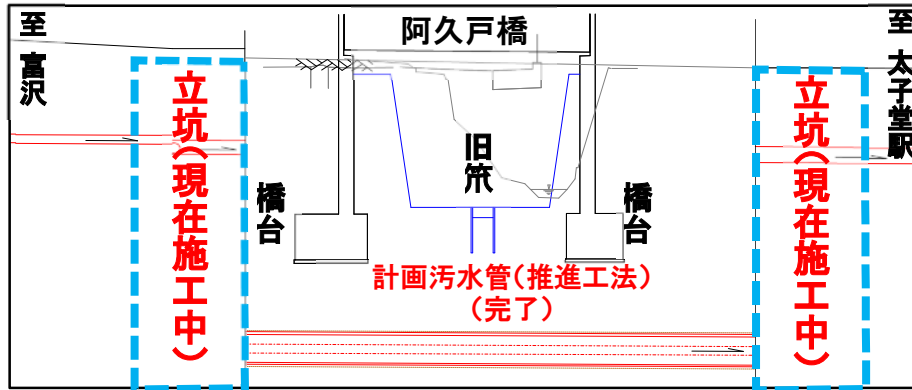 至 富沢
阿久戸橋
至 太子堂駅
立坑(現在施工中)
旧笊
立坑(現在施工中)
橋台
橋台
計画汚水管(推進工法)
(完了)